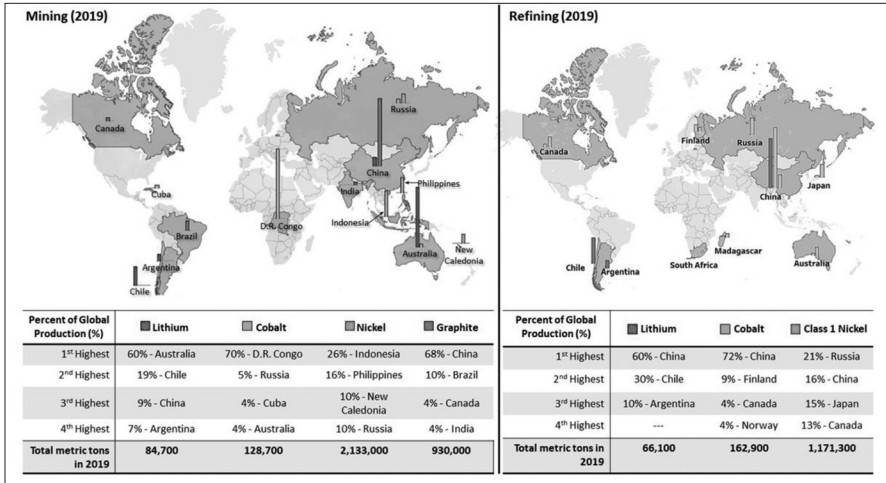 Mining (2019)
Canada
Russia
China
Cuba
India
Philippines
D.R. Congo
Indonesia
Brazil
Argentina
Australia
New
Caledonia
Chile
Percent of Global
Production (%)
Lithium
Cobalt
Nickel
Graphite
1st Highest
60% - Australia
70% - D.R. Congo
26% - Indonesia
68% - China
2nd Highest
19% - Chile
5% - Russia
16% - Philippines
10% - Brazil
3rd Highest
9% - China
4% - Cuba
10% - New
Caledonia
4% - Canada
4th Highest
7% - Argentina
4% - Australia
10% - Russia
4% - India
Total metric tons
in 2019
84,700
128,700
2,133,000
930,000
Refining (2019)
Canada
Finland
Russia
Japan
China
Chile
Argentina
South Africa
Madagascar
Australia
Percent of Global
Production (%)
Lithium
Cobalt
Class 1 Nickel
1st Highest
60% - China
72% - China
21% - Russia
2nd Highest
30% - Chile
9% - Finland
16% - China
3rd Highest
10% - Argentina
4% - Canada
15% - Japan
4th Highest
---
4% - Norway
13% - Canada
Total metric tons in
2019
66,100
162,900
1,171,300